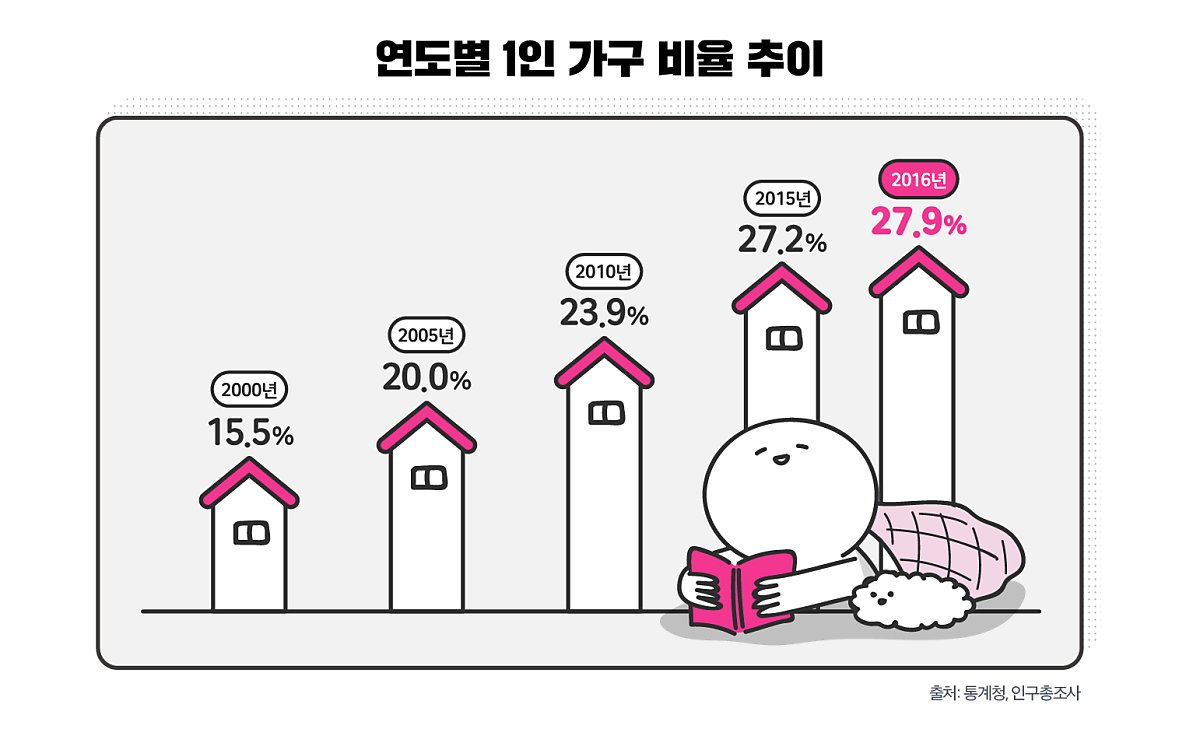 연도별 1인 가구 비율 추이
2000년
15.5%
2005년
20.0%
2010년
23.9%
2015년
27.2%
2016년
27.9%
출처: 통계청, 인구총조사